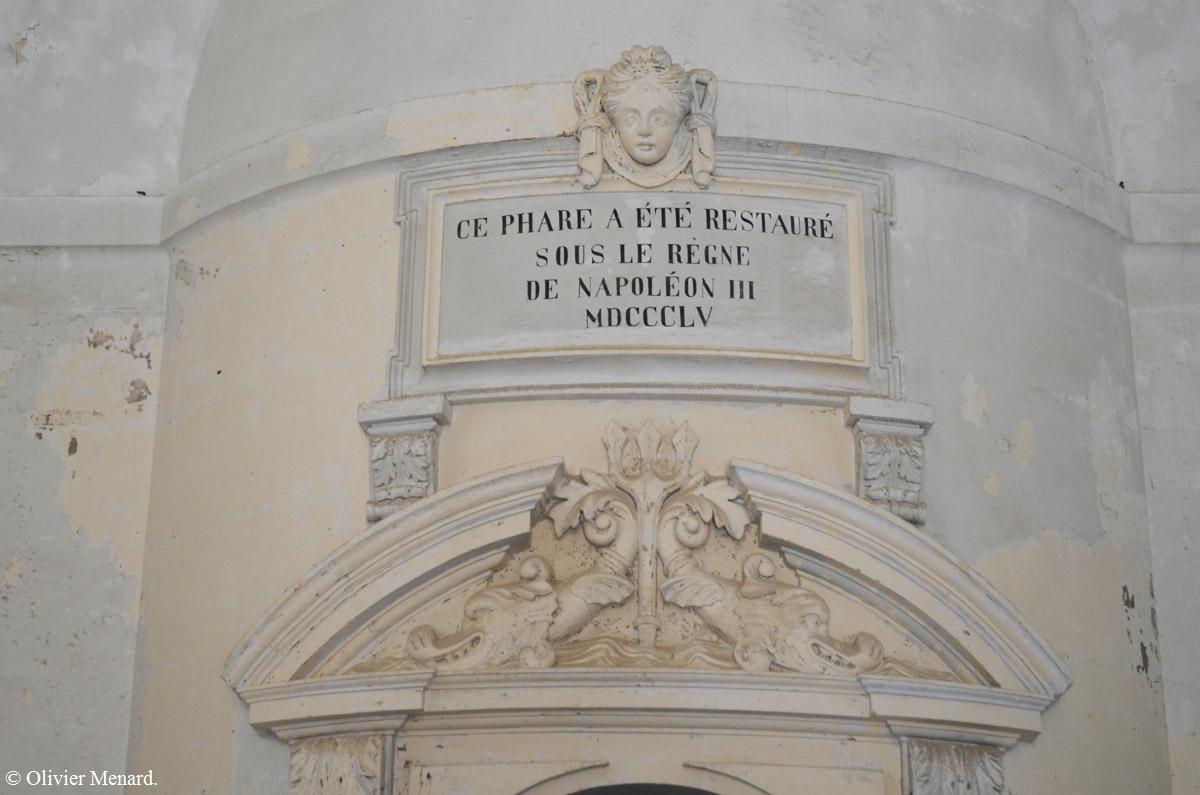 CE PHARE A ÉTÉ RESTAURÉ
SOUS LE RÈGNE
DE NAPOLÉON III
MDCCCLV
© Olivier Menard.